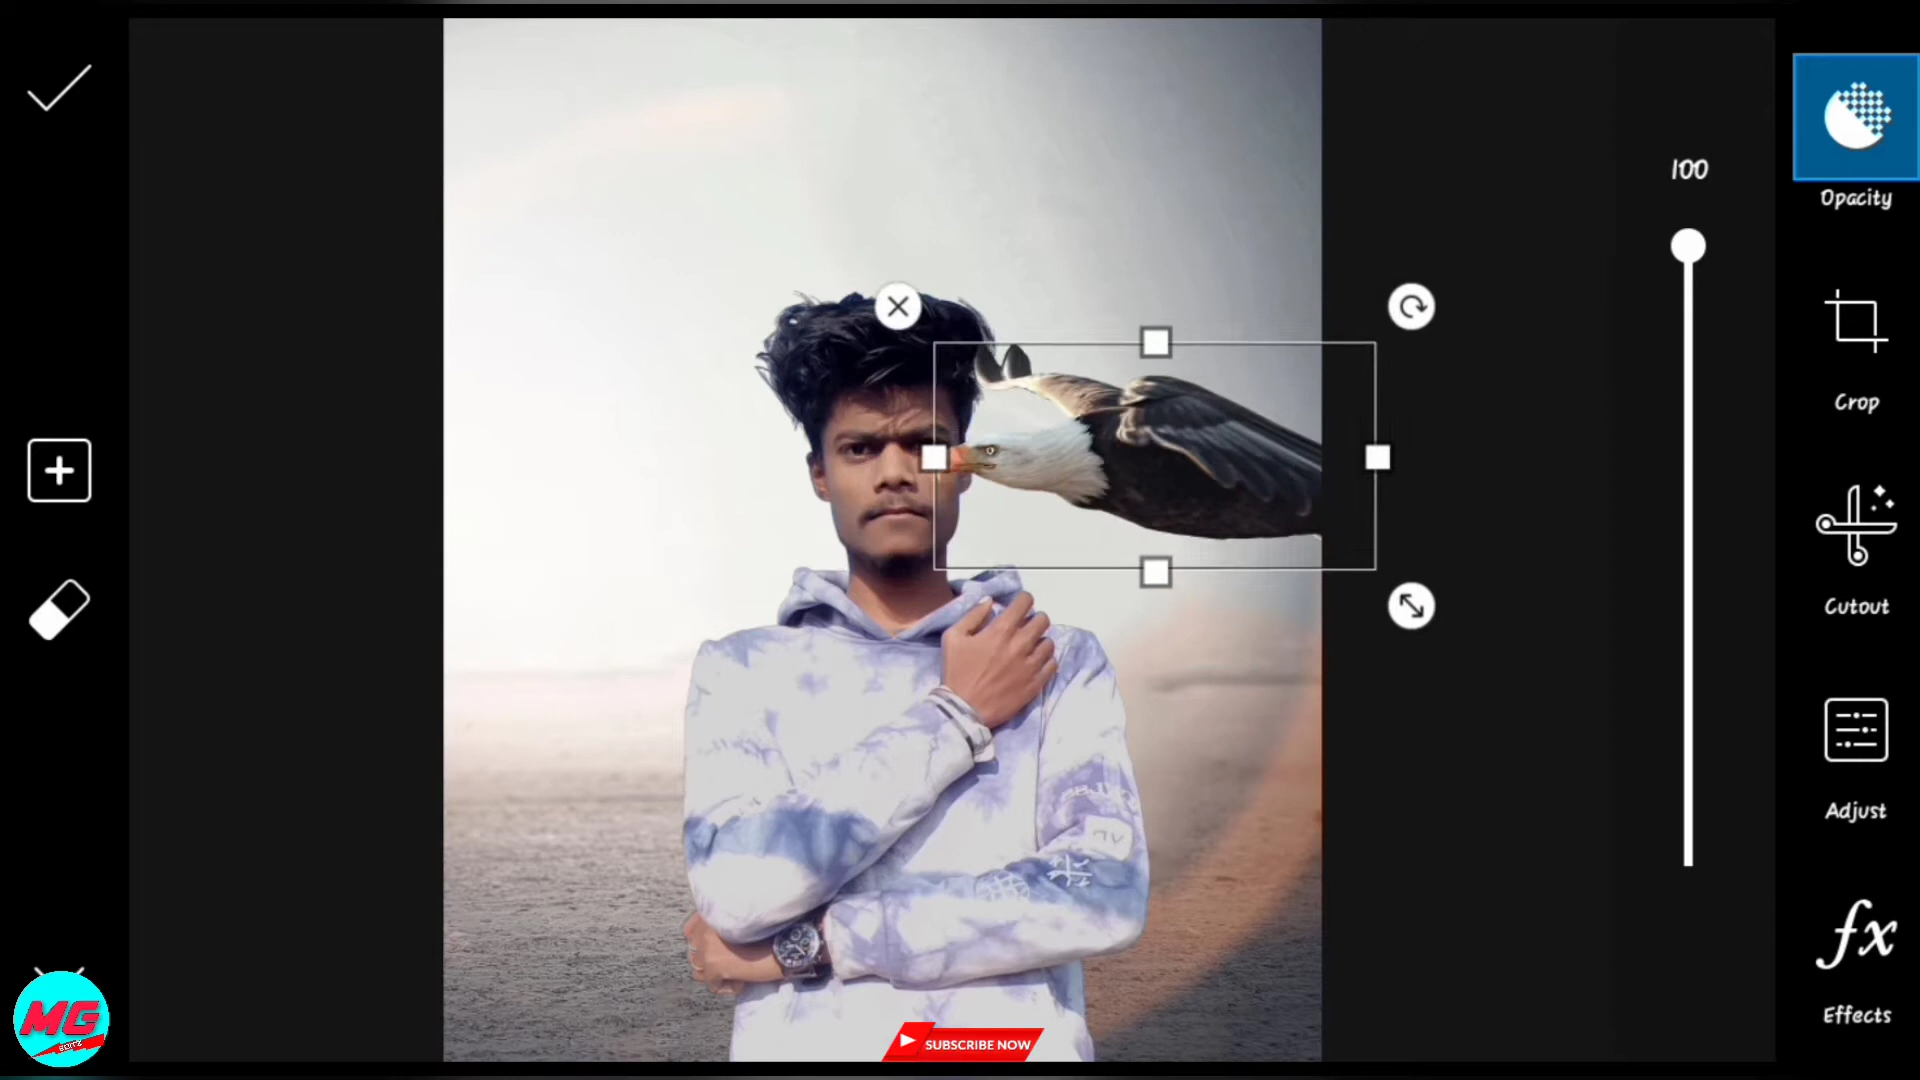 100
Opacity
Crop
Cutout
Adjust
fx
Effects
MG
SUBSCRIBE NOW